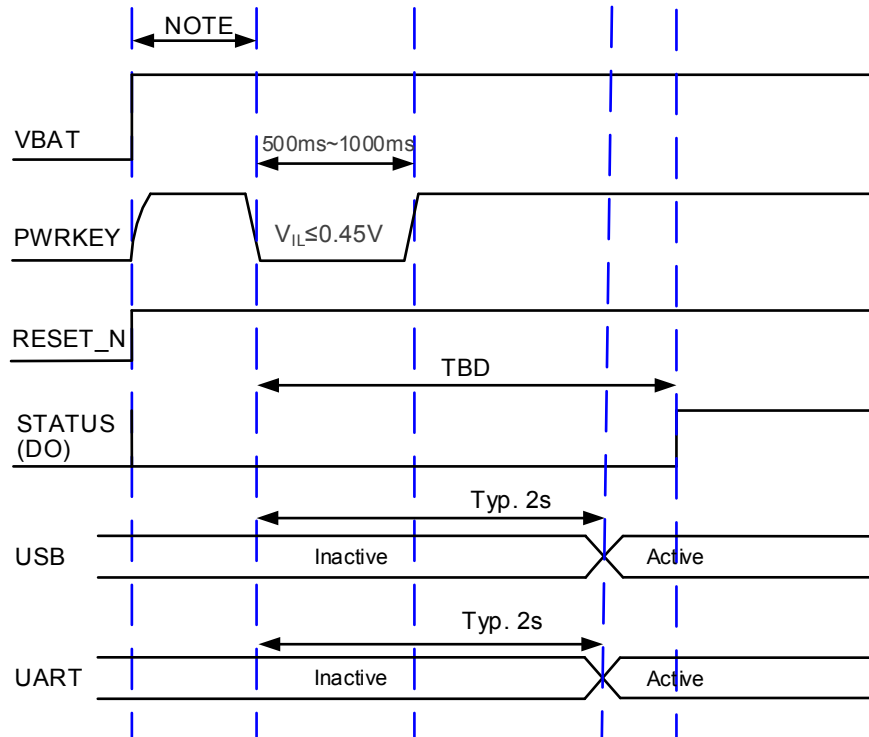 NOTE
VBAT
500ms~1000ms
PWRKEY
VIL≤0.45V
RESET_N
TBD
STATUS
(DO)
Typ. 2s
USB
Inactive
Active
Typ. 2s
UART
Inactive
Active